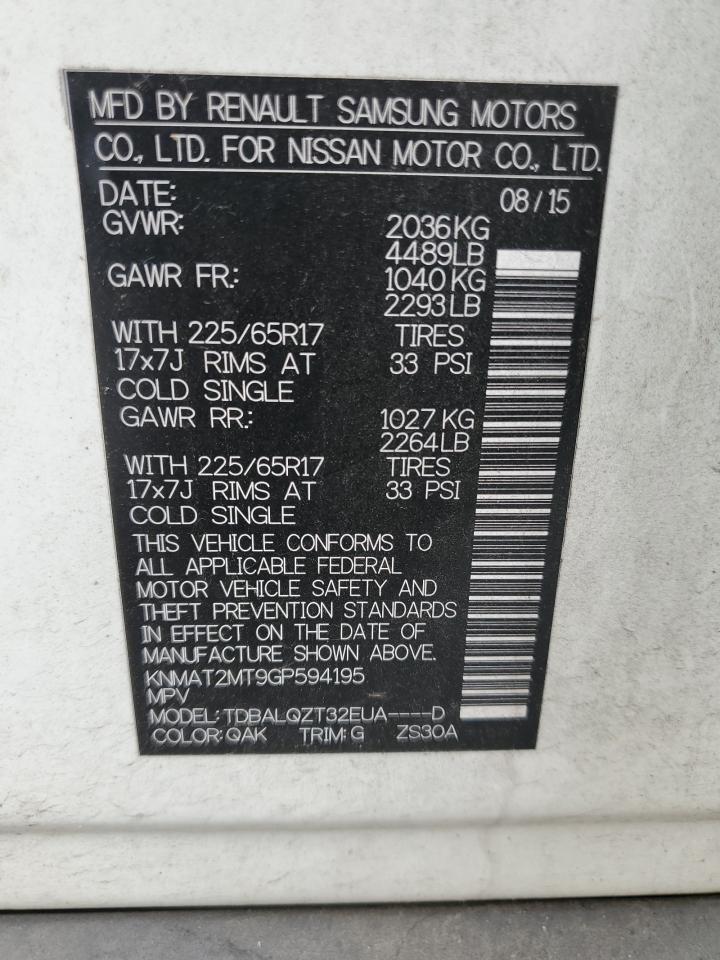 MFD BY RENAULT SAMSUNG MOTORS
CO., LTD. FOR NISSAN MOTOR CO., LTD.
DATE: 08/15
GVWR: 2036KG
4489LB
GAWR FR.: 1040KG
2293LB
WITH 225/65R17 TIRES
17x7J RIMS AT 33 PSI
COLD SINGLE
GAWR RR.: 1027KG
2264LB
WITH 225/65R17 TIRES
17x7J RIMS AT 33 PSI
COLD SINGLE
THIS VEHICLE CONFORMS TO
ALL APPLICABLE FEDERAL
MOTOR VEHICLE SAFETY AND
THEFT PREVENTION STANDARDS
IN EFFECT ON THE DATE OF
MANUFACTURE SHOWN ABOVE.
KNMAT2MT9GP594195
MPV
MODEL: TDBALQZT32EUA----D
COLOR: QAK TRIM: G ZS30A